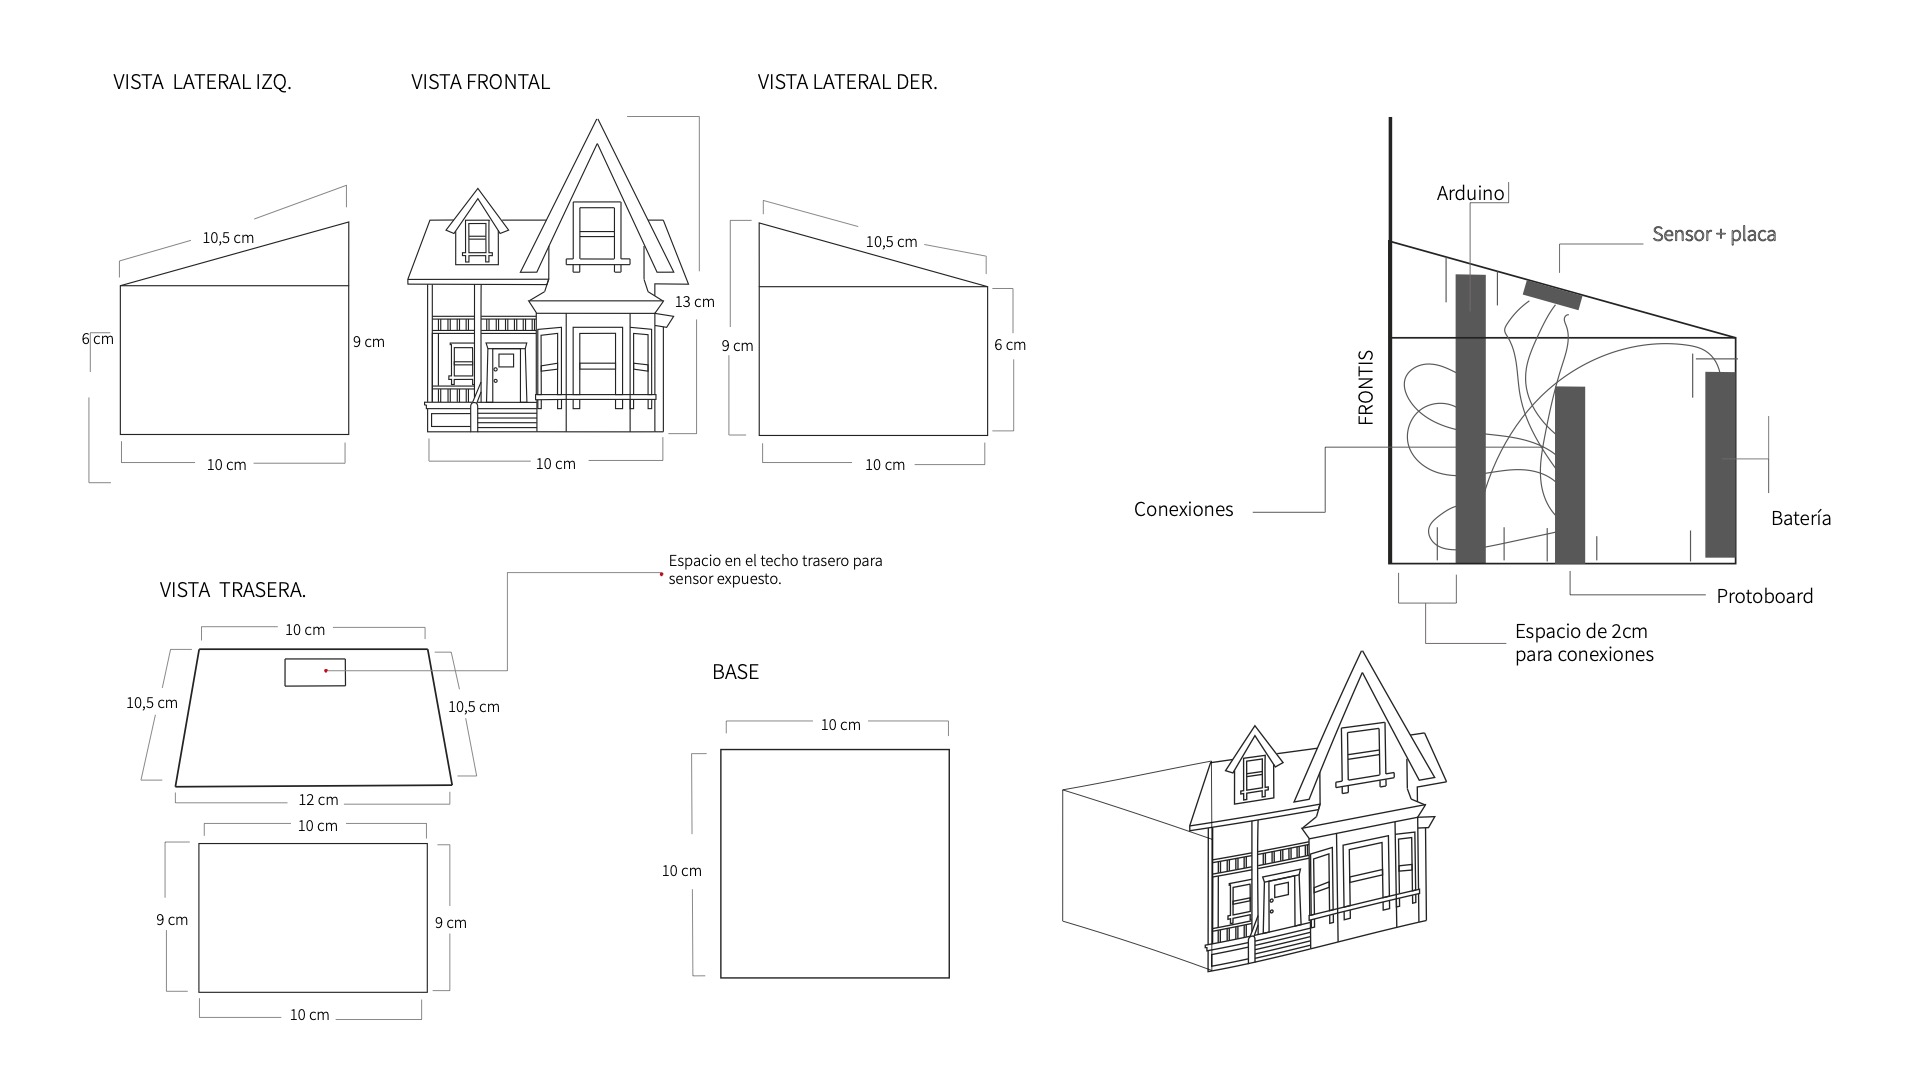 VISTA  LATERAL IZQ.
VISTA FRONTAL
VISTA LATERAL DER.
10,5 cm
6 cm
9 cm
10 cm
13 cm
10 cm
10,5 cm
9 cm
6 cm
10 cm
Arduino
Sensor + placa
FRONTIS
Conexiones
Batería
Protoboard
Espacio de 2cm
para conexiones
VISTA  TRASERA.
Espacio en el techo trasero para
sensor expuesto.
10 cm
10,5 cm
10,5 cm
12 cm
10 cm
9 cm
9 cm
10 cm
BASE
10 cm
10 cm